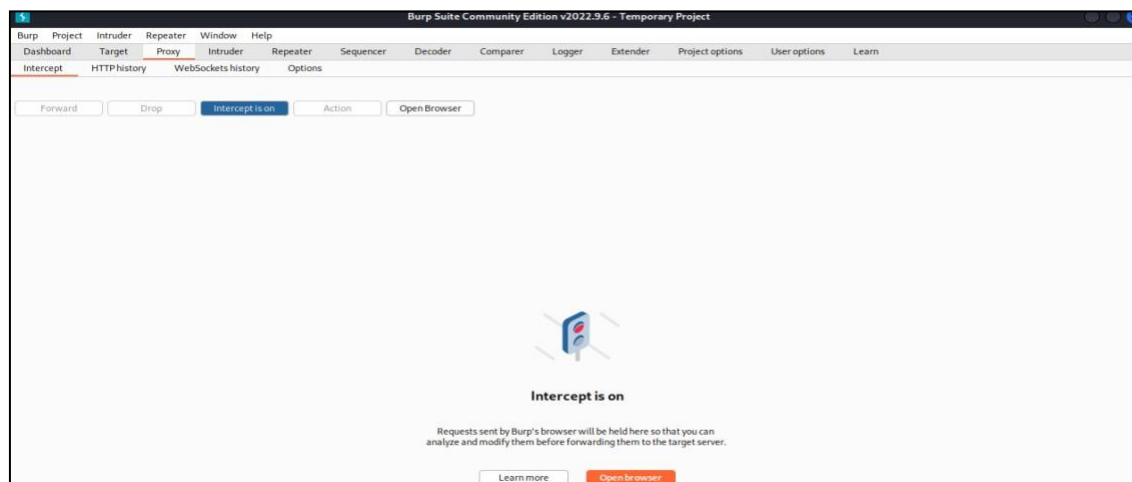 Burp Suite Community Edition v2022.9.6 - Temporary Project
Burp Project Intruder Repeater Window Help
Dashboard Target Proxy Intruder Repeater Sequencer Decoder Comparer Logger Extender Project options User options Learn
Intercept HTTP history WebSockets history Options
Forward Drop Intercept is on Action Open Browser
Intercept is on
Requests sent by Burp's browser will be held here so that you can
analyze and modify them before forwarding them to the target server.
Learn more Open browser